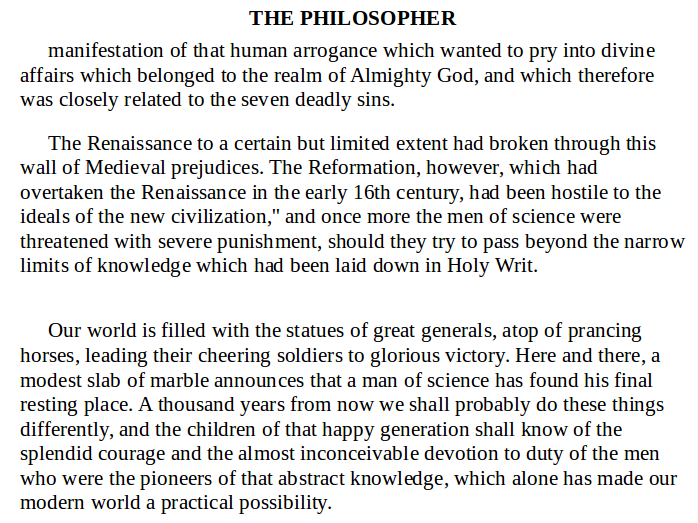 THE PHILOSOPHER
manifestation of that human arrogance which wanted to pry into divine
affairs which belonged to the realm of Almighty God, and which therefore
was closely related to the seven deadly sins.
The Renaissance to a certain but limited extent had broken through this
wall of Medieval prejudices. The Reformation, however, which had
overtaken the Renaissance in the early 16th century, had been hostile to the
ideals of the new civilization," and once more the men of science were
threatened with severe punishment, should they try to pass beyond the narrow
limits of knowledge which had been laid down in Holy Writ.
Our world is filled with the statues of great generals, atop of prancing
horses, leading their cheering soldiers to glorious victory. Here and there, a
modest slab of marble announces that a man of science has found his final
resting place. A thousand years from now we shall probably do these things
differently, and the children of that happy generation shall know of the
splendid courage and the almost inconceivable devotion to duty of the men
who were the pioneers of that abstract knowledge, which alone has made our
modern world a practical possibility.